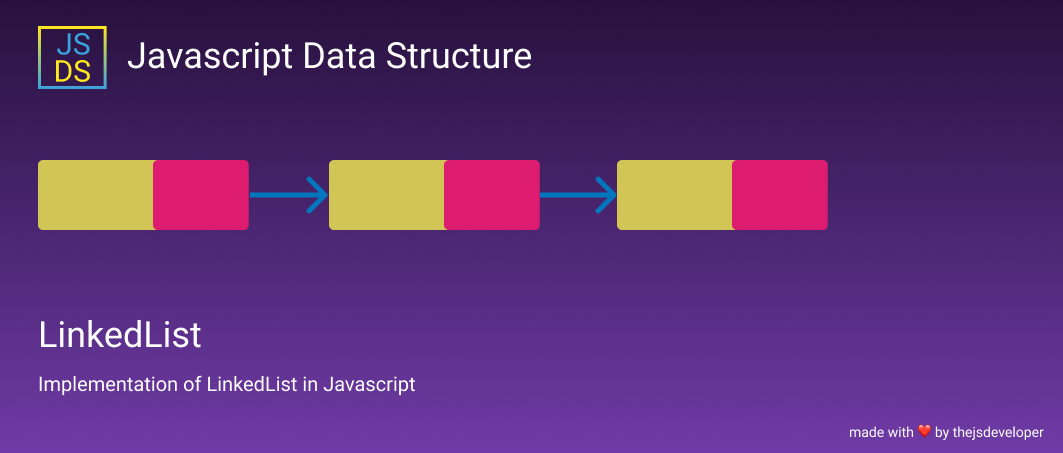 JS
DS
Javascript Data Structure
LinkedList
Implementation of LinkedList in Javascript
made with ❤️ by thejsdeveloper